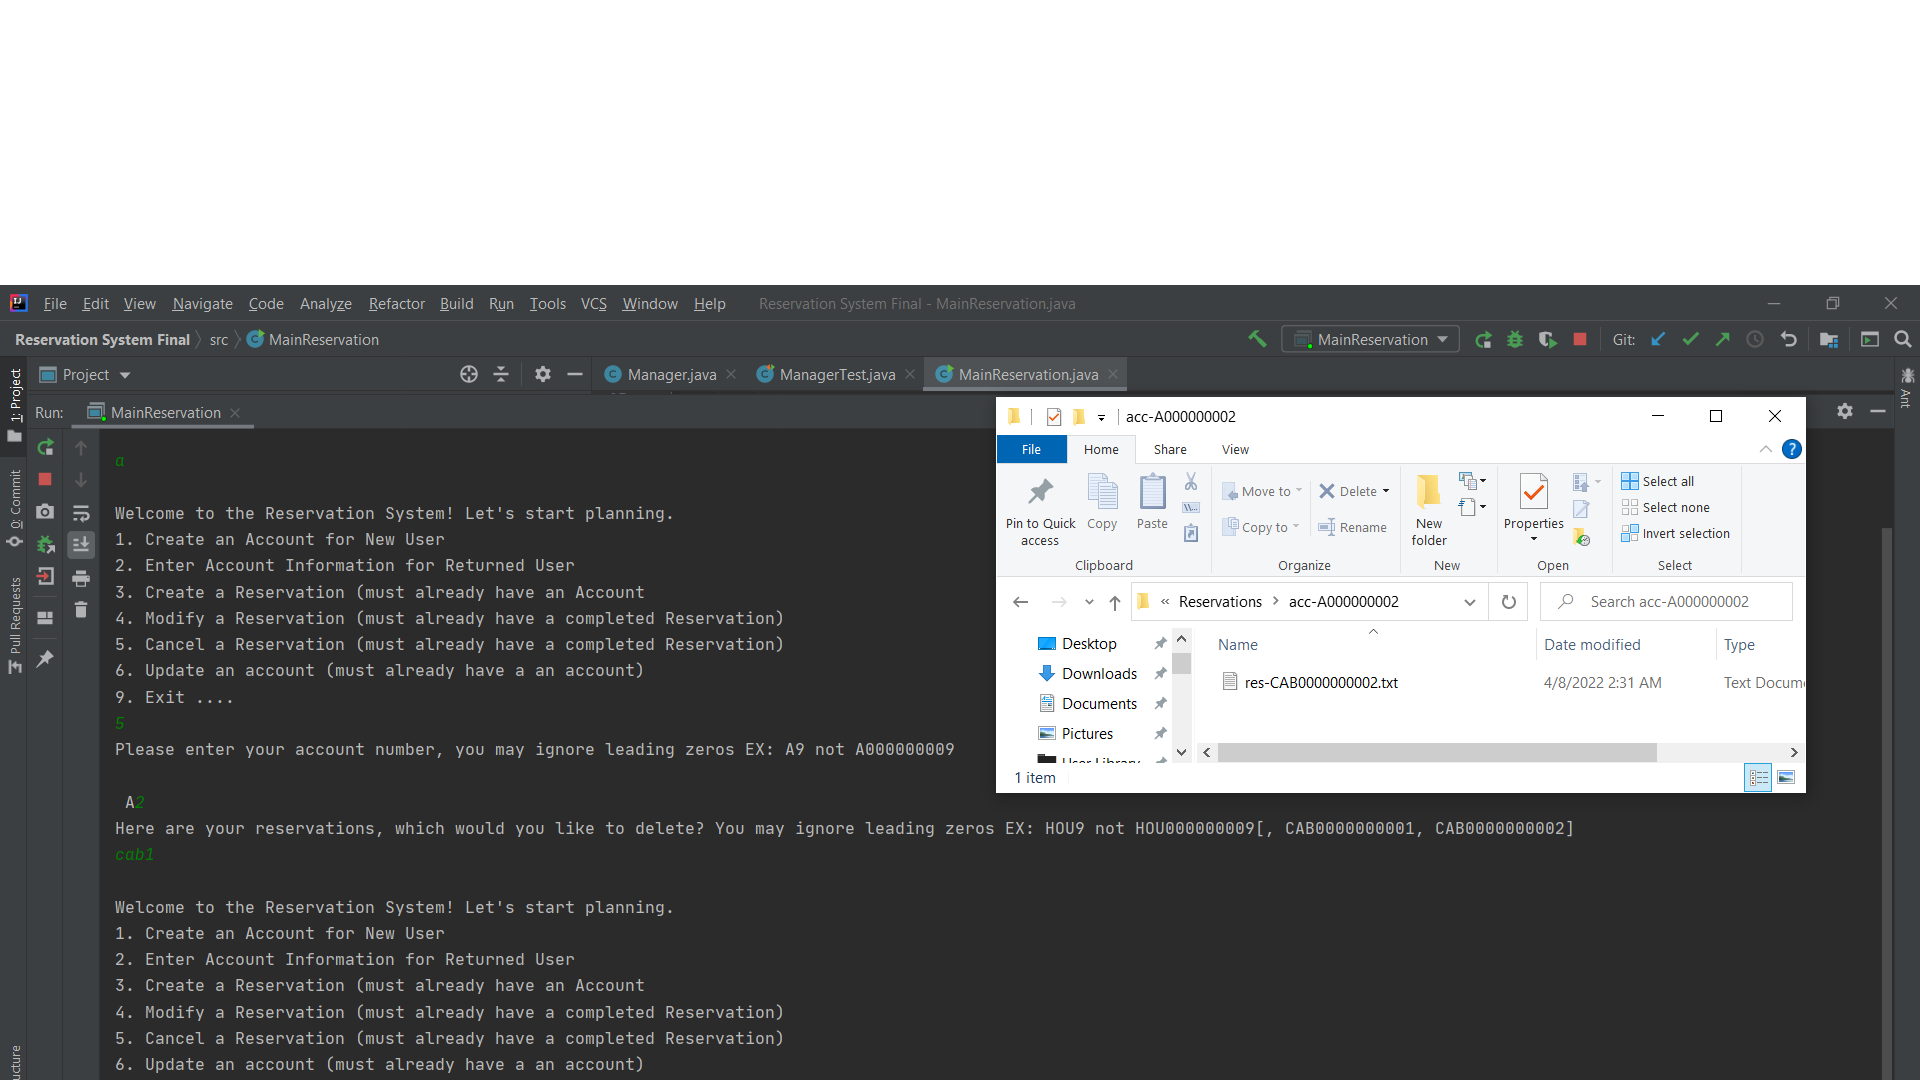 File Edit View Navigate Code Analyze Refactor Build Run Tools VCS Window Help Reservation System Final - MainReservation.java
Reservation System Final src MainReservation MainReservation Git:
Project Manager.java ManagerTest.java MainReservation.java
Run: MainReservation
1: Project
0: Commit
Pull Requests
Ant
a
Welcome to the Reservation System! Let's start planning.
1. Create an Account for New User
2. Enter Account Information for Returned User
3. Create a Reservation (must already have an Account
4. Modify a Reservation (must already have a completed Reservation)
5. Cancel a Reservation (must already have a completed Reservation)
6. Update an account (must already have a an account)
9. Exit ....
5
Please enter your account number, you may ignore leading zeros EX: A9 not A000000009
A2
Here are your reservations, which would you like to delete? You may ignore leading zeros EX: HOU9 not HOU000000009[, CAB0000000001, CAB0000000002]
cab1
Welcome to the Reservation System! Let's start planning.
1. Create an Account for New User
2. Enter Account Information for Returned User
3. Create a Reservation (must already have an Account
4. Modify a Reservation (must already have a completed Reservation)
5. Cancel a Reservation (must already have a completed Reservation)
6. Update an account (must already have a an account)
acc-A000000002
File Home Share View
Pin to Quick access
Copy
Paste
Clipboard
Move to
Copy to
Delete
Rename
Organize
New folder
New
Properties
Open
Select all
Select none
Invert selection
Select
« Reservations > acc-A000000002
Search acc-A000000002
Desktop
Downloads
Documents
Pictures
Name Date modified Type
res-CAB0000000002.txt 4/8/2022 2:31 AM Text
1 item